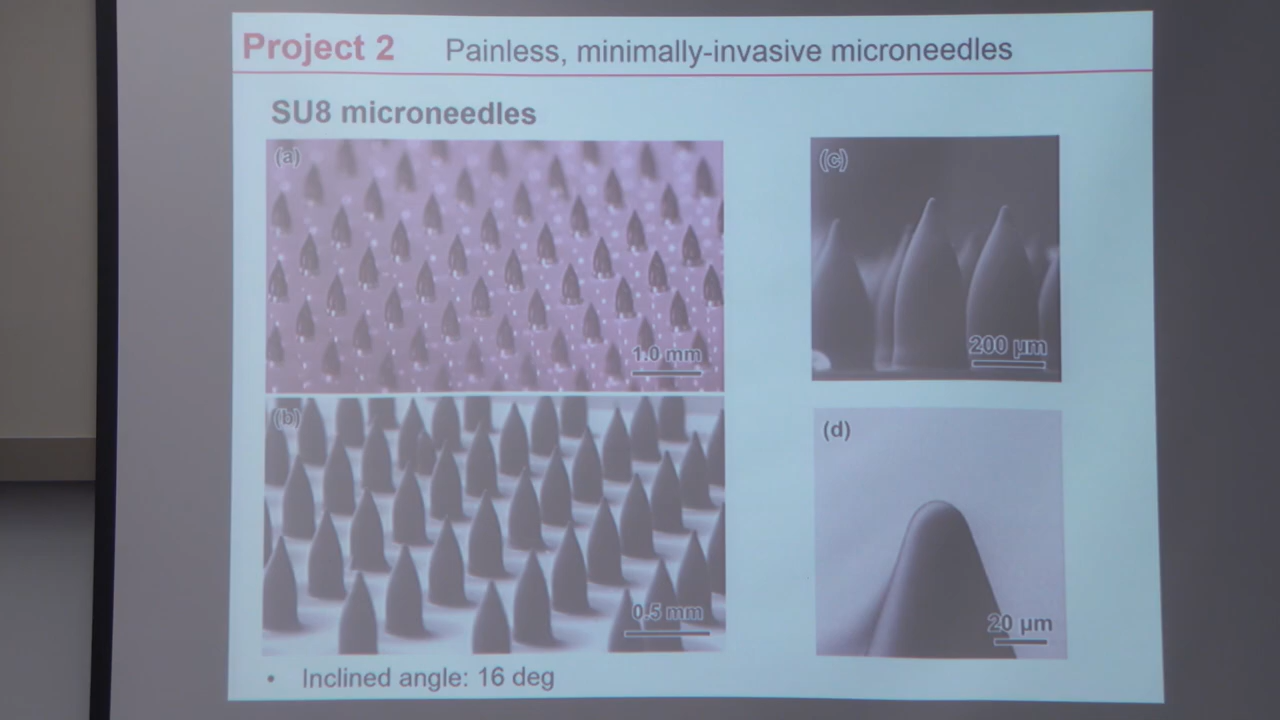 Project 2 Painless, minimally-invasive microneedles
SU8 microneedles
(a)
1.0 mm
(b)
0.5 mm
(c)
200 μm
(d)
20 μm
• Inclined angle: 16 deg